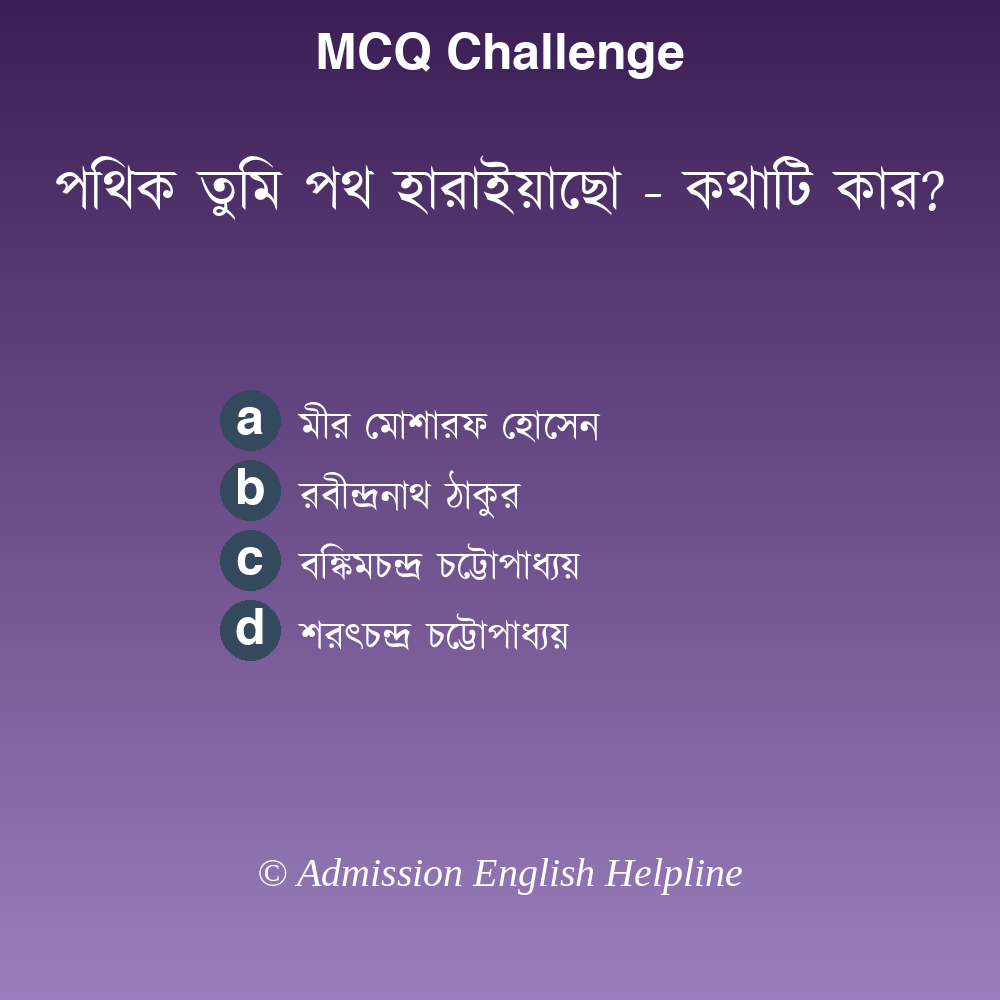 MCQ Challenge
পথিক তুমি পথ হারাইয়াছো - কথাটি কার?
a মীর মোশারফ হোসেন
b রবীন্দ্রনাথ ঠাকুর
c বঙ্কিমচন্দ্র চট্টোপাধ্যয়
d শরৎচন্দ্র চট্টোপাধ্যয়
© Admission English Helpline